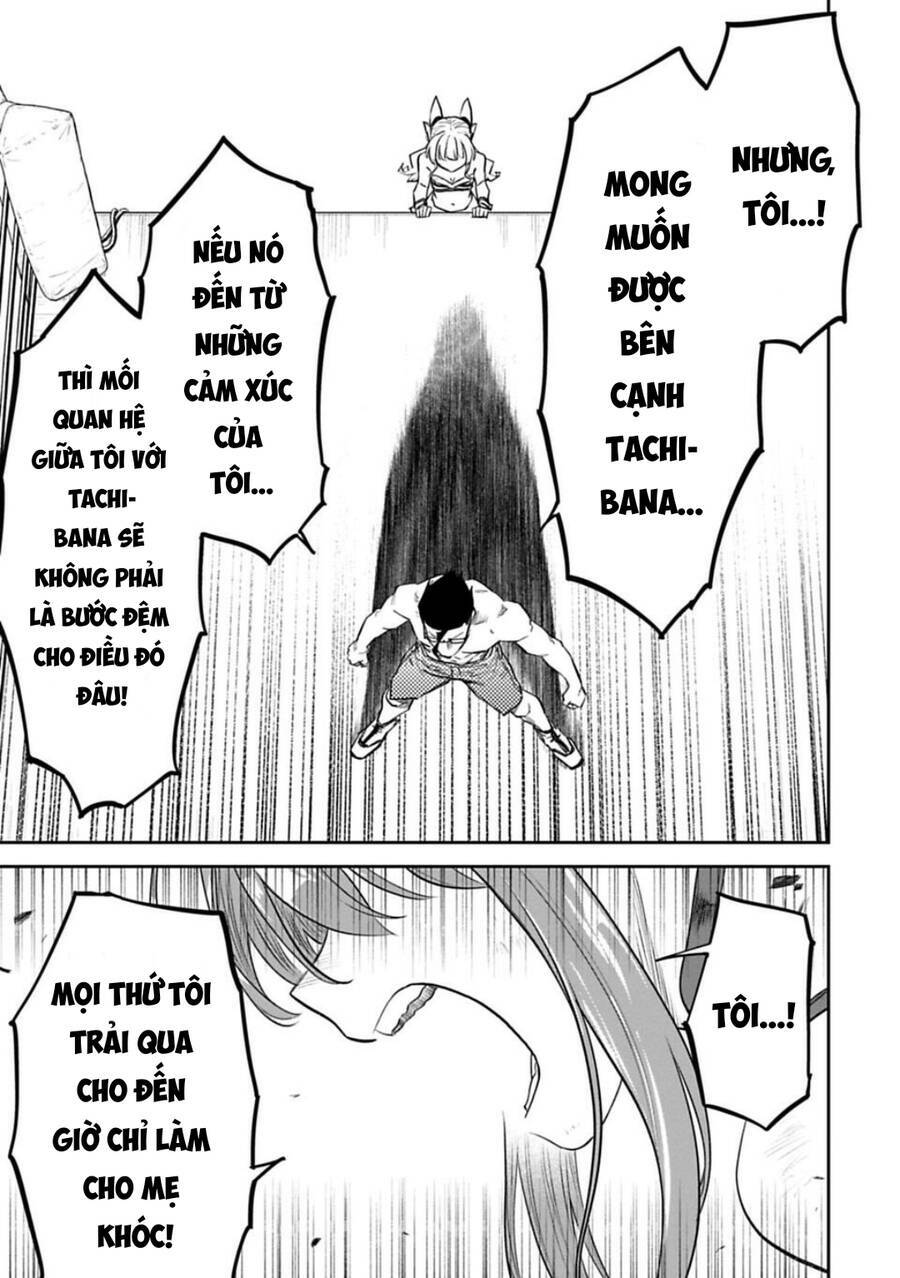 NHƯNG,
TÔI...!
MONG
MUỐN
ĐƯỢC
BÊN
CẠNH
TACHI-
BANA...
NẾU NÓ
ĐẾN TỪ
NHỮNG
CẢM XÚC
CỦA
TÔI...
THÌ MỐI
QUAN HỆ
GIỮA TÔI VỚI
TACHI-
BANA SẼ
KHÔNG PHẢI
LÀ BƯỚC ĐỆM
CHO ĐIỀU ĐÓ
ĐÂU!
TÔI...!
MỌI THỨ TÔI
TRẢI QUA
CHO ĐẾN
GIỜ CHỈ LÀM
CHO MẸ
KHÓC!